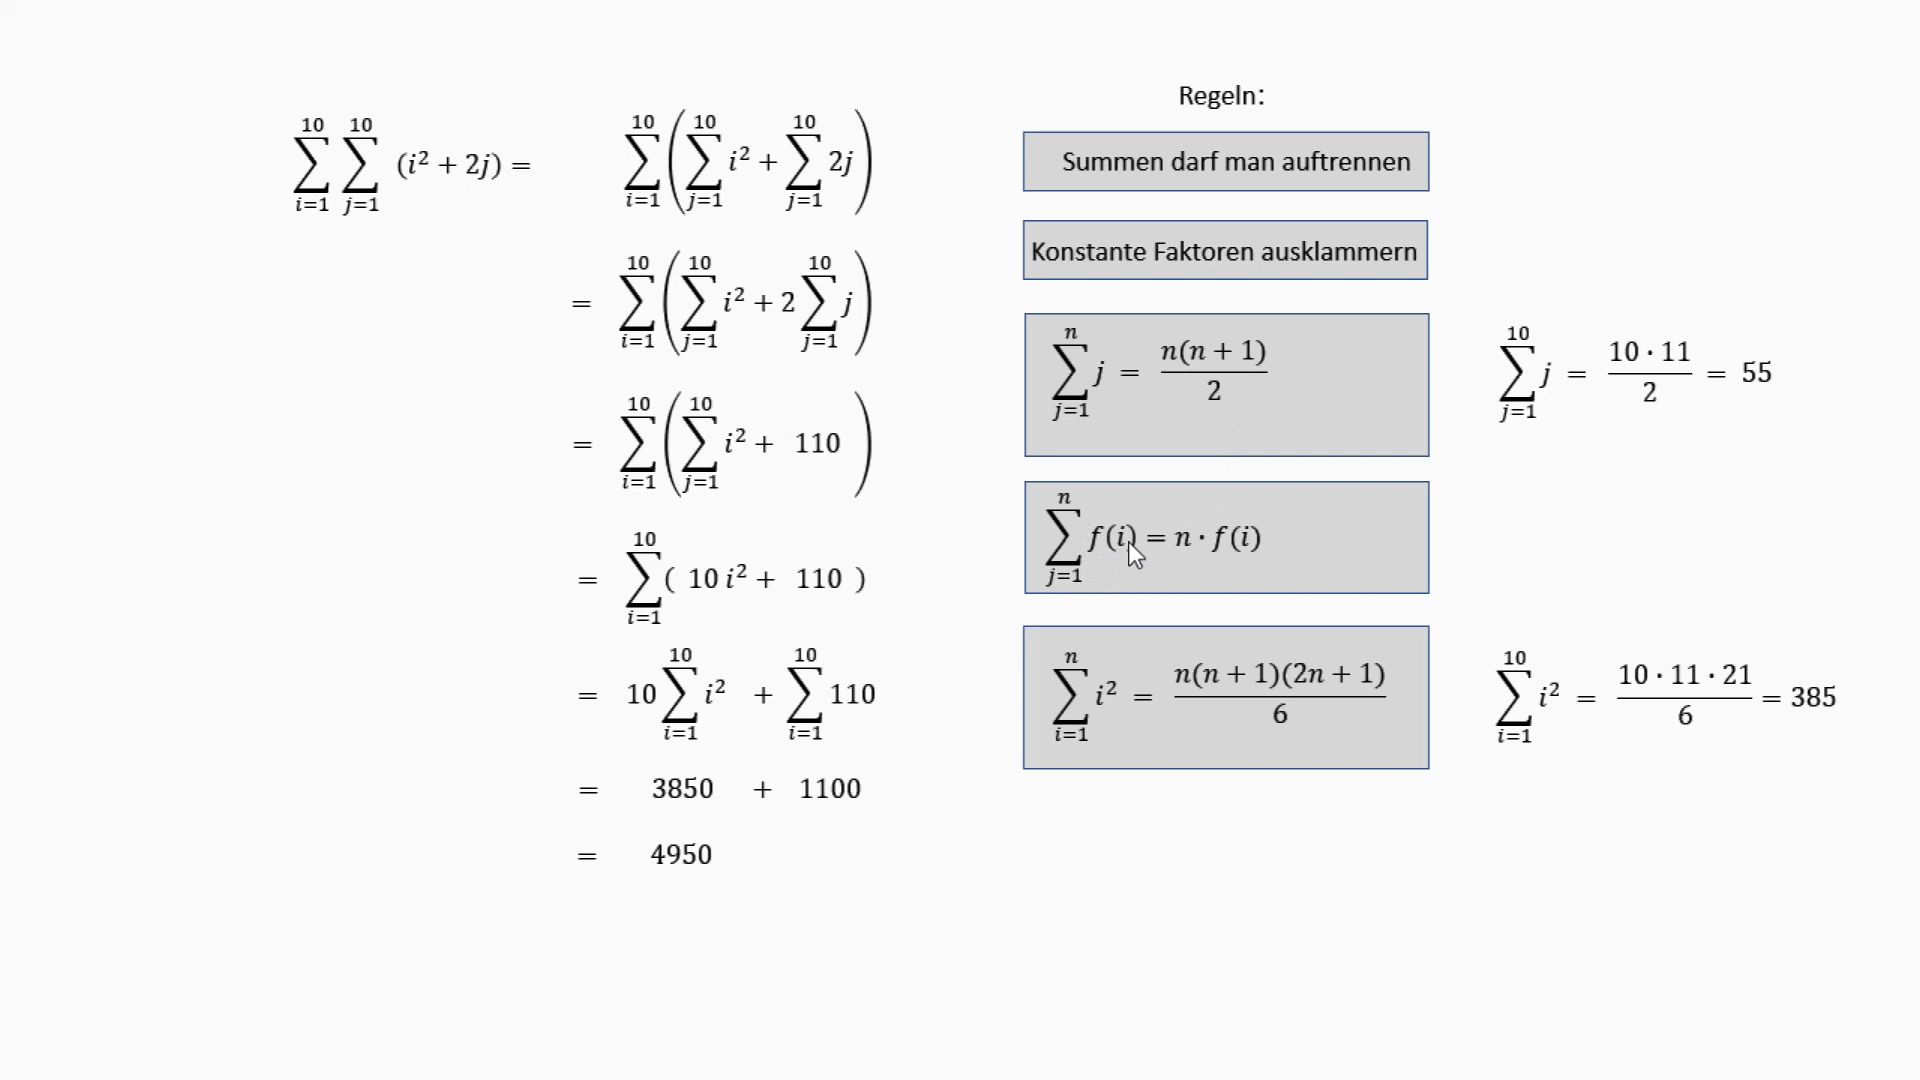 Regeln:
∑_{i=1}^{10} ∑_{j=1}^{10} (i² + 2j) = ∑_{i=1}^{10} ( ∑_{j=1}^{10} i² + ∑_{j=1}^{10} 2j )
Summen darf man auftrennen
= ∑_{i=1}^{10} ( ∑_{j=1}^{10} i² + 2 ∑_{j=1}^{10} j )
Konstante Faktoren ausklammern
∑_{j=1}^{n} j = n(n + 1)/2
∑_{j=1}^{10} j = 10 · 11/2 = 55
= ∑_{i=1}^{10} ( ∑_{j=1}^{10} i² + 110 )
∑_{j=1}^{n} f(i) = n · f(i)
= ∑_{i=1}^{10} ( 10 i² + 110 )
= 10 ∑_{i=1}^{10} i² + ∑_{i=1}^{10} 110
∑_{i=1}^{n} i² = n(n + 1)(2n + 1)/6
∑_{i=1}^{10} i² = 10 · 11 · 21/6 = 385
= 3850 + 1100
= 4950